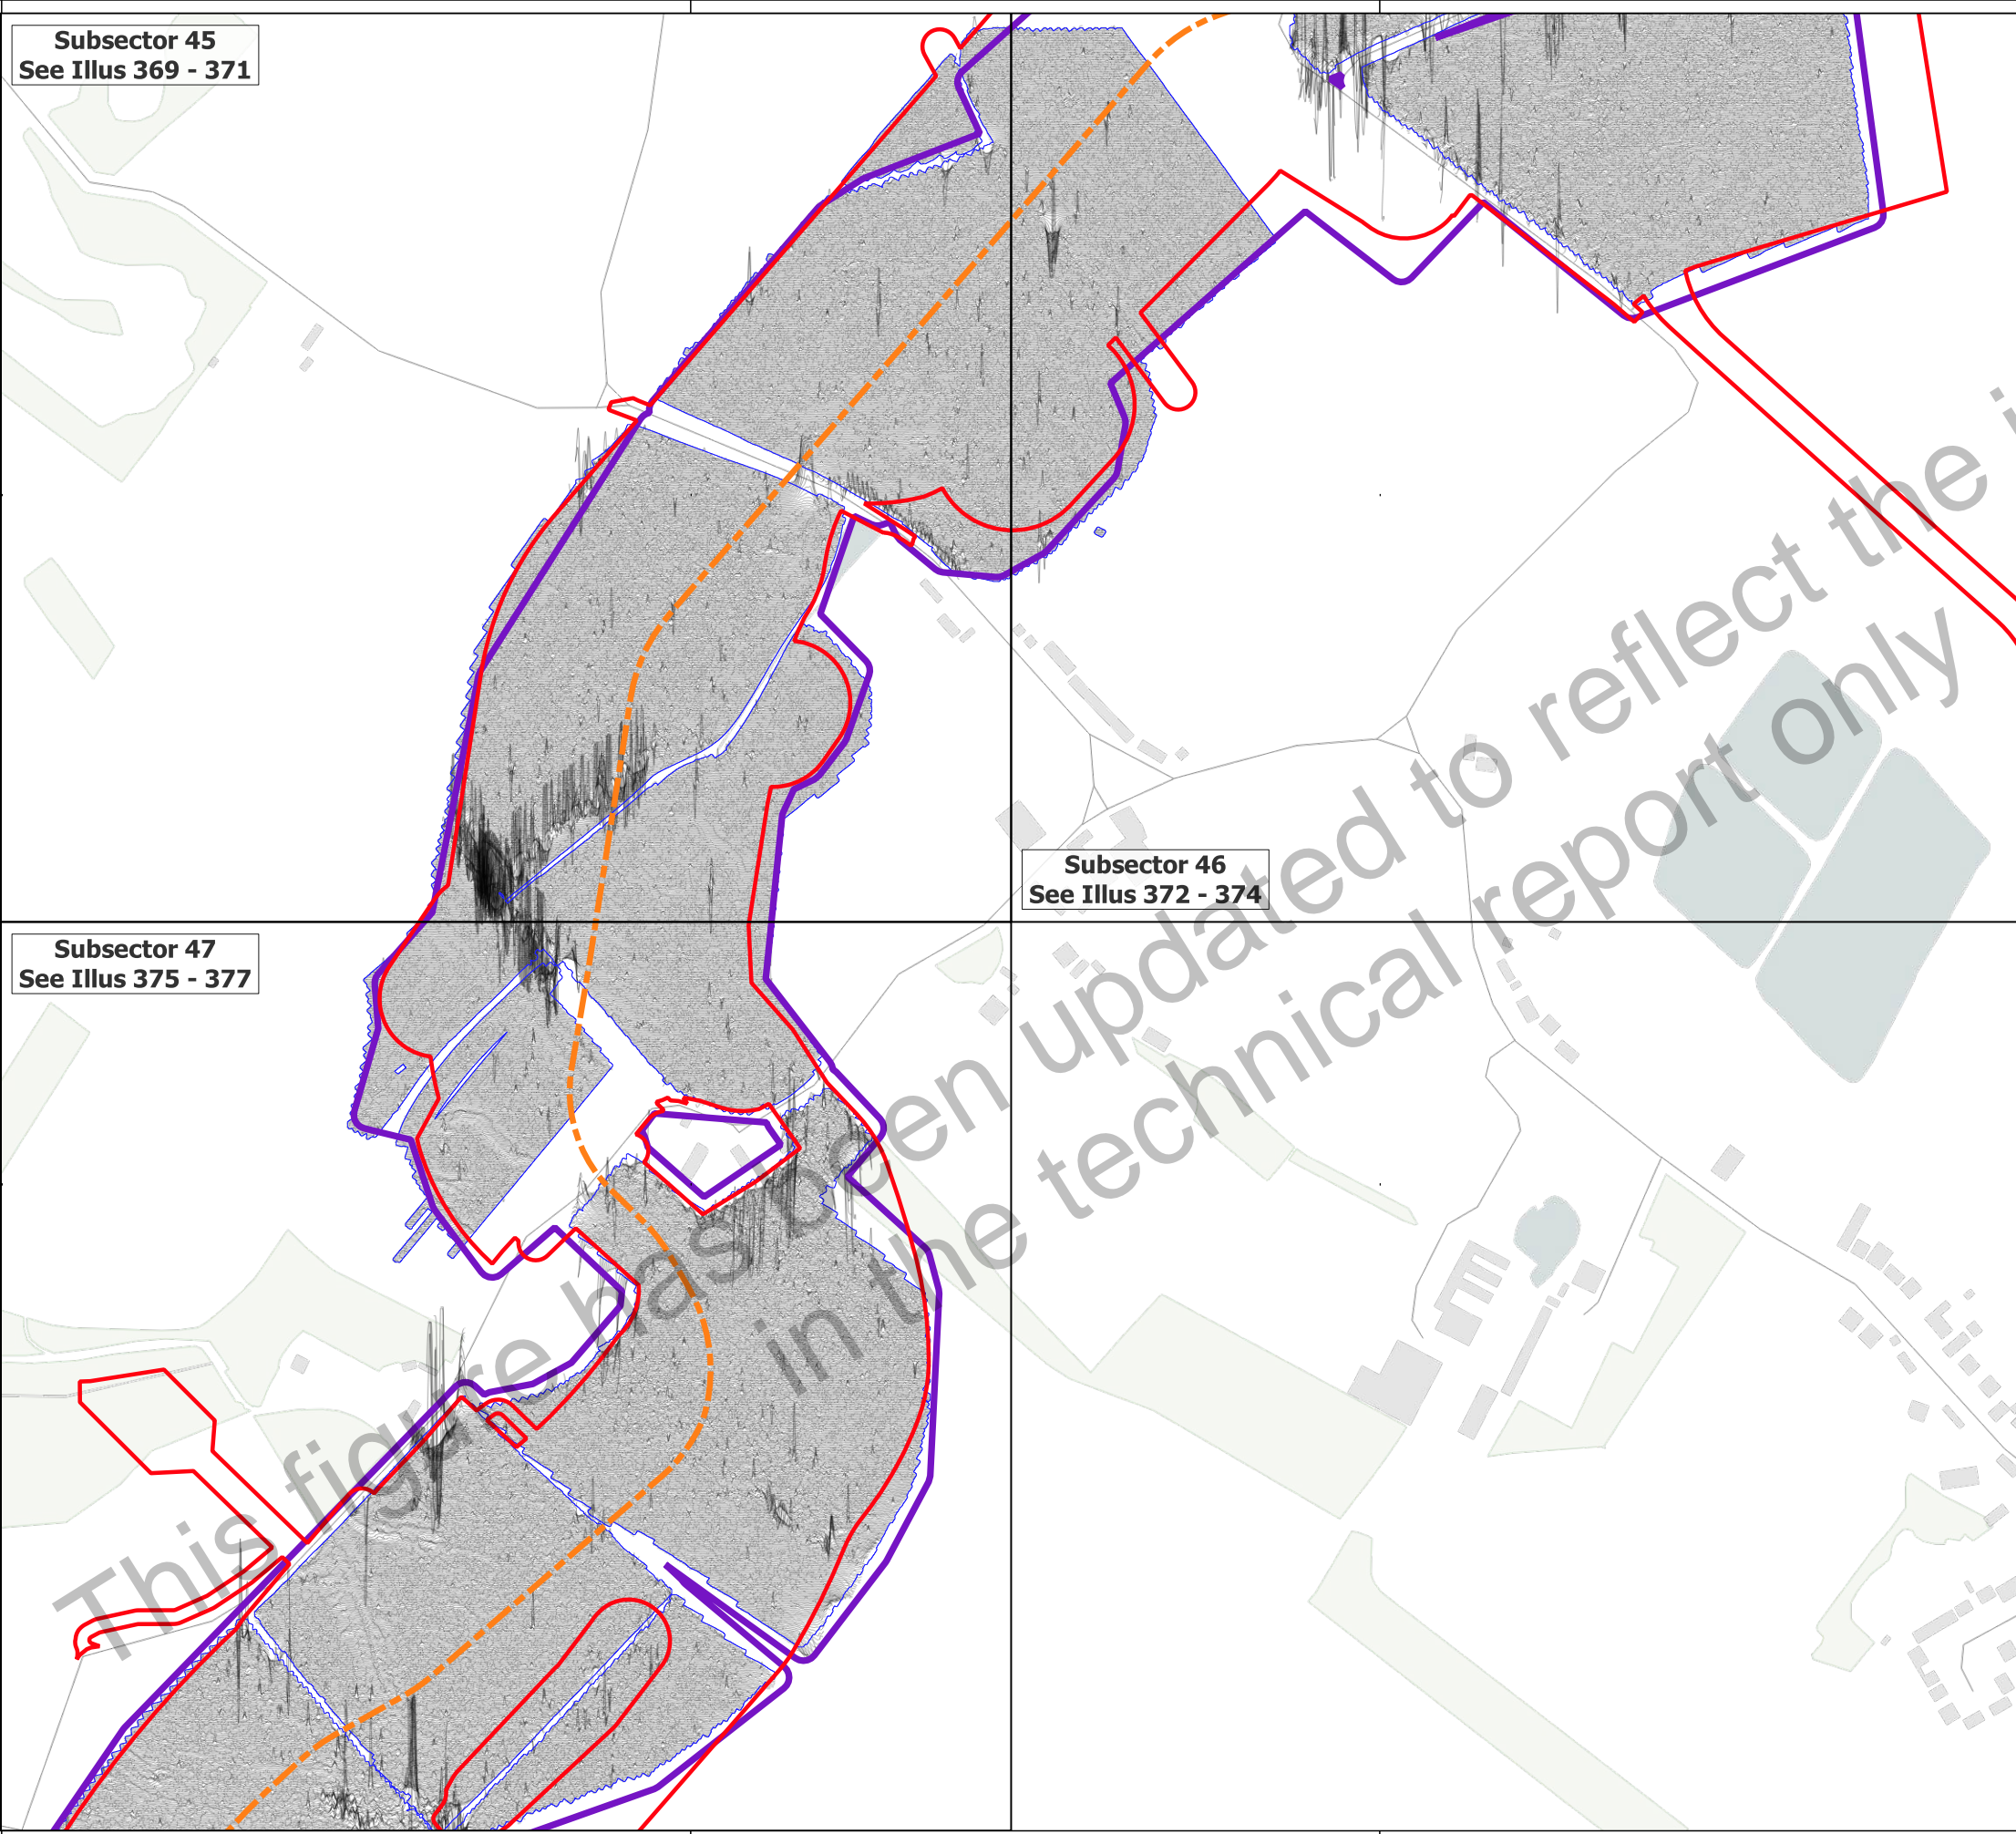 Subsector 45
See Illus 369 - 371
Subsector 46
See Illus 372 - 374
Subsector 47
See Illus 375 - 377
This figure has been updated to reflect the
in the technical report only